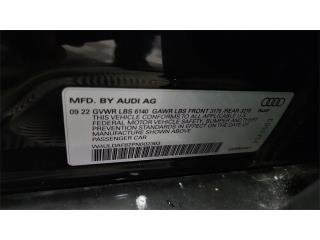 MFD. BY AUDI AG
09.22 GVWR LBS 6140 GAWR LBS FRONT 3175 REAR 3219
THIS VEHICLE CONFORMS TO ALL APPLICABLE U.S.
FEDERAL MOTOR VEHICLE SAFETY, BUMPER AND THEFT
PREVENTION STANDARDS IN EFFECT ON THE DATE OF
MANUFACTURE SHOWN ABOVE.
PASSENGER CAR
Audi